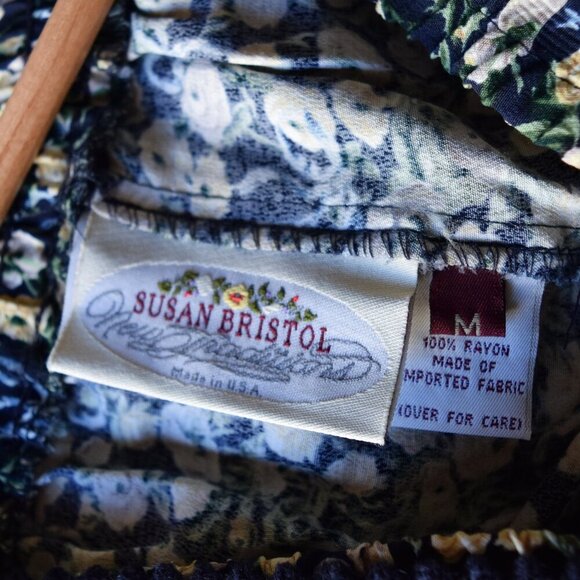 SUSAN BRISTOL
New Traditions
Made in U.S.A.
M
100% RAYON
MADE OF
IMPORTED FABRIC
(OVER FOR CARE)